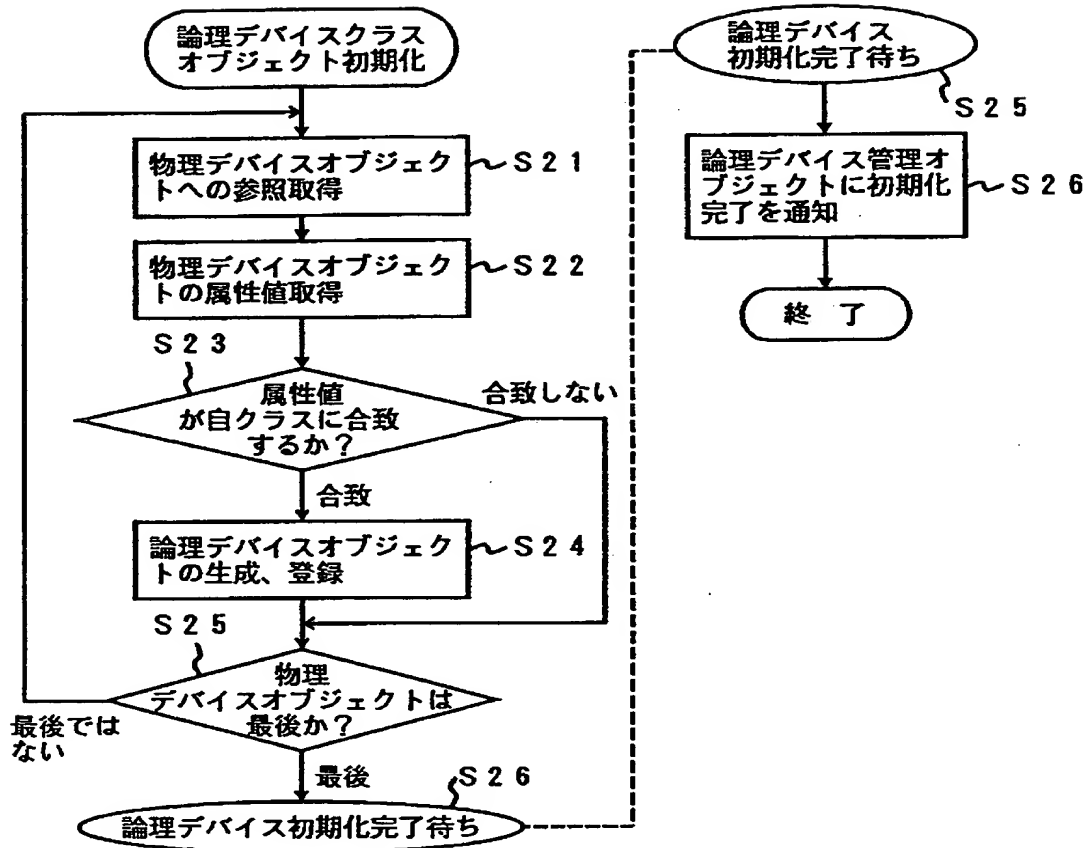 論理デバイスクラス
オブジェクト初期化
物理デバイスオブジェク
トへの参照取得
S21
物理デバイスオブジェク
トの属性値取得
S22
S23
属性値
が自クラスに合致
するか？
合致しない
合致
論理デバイスオブジェク
トの生成、登録
S24
S25
物理
デバイスオブジェクトは
最後か？
最後では
ない
最後
S26
論理デバイス初期化完了待ち
論理デバイス
初期化完了待ち
S25
論理デバイス管理オ
ブジェクトに初期化
完了を通知
S26
終 了